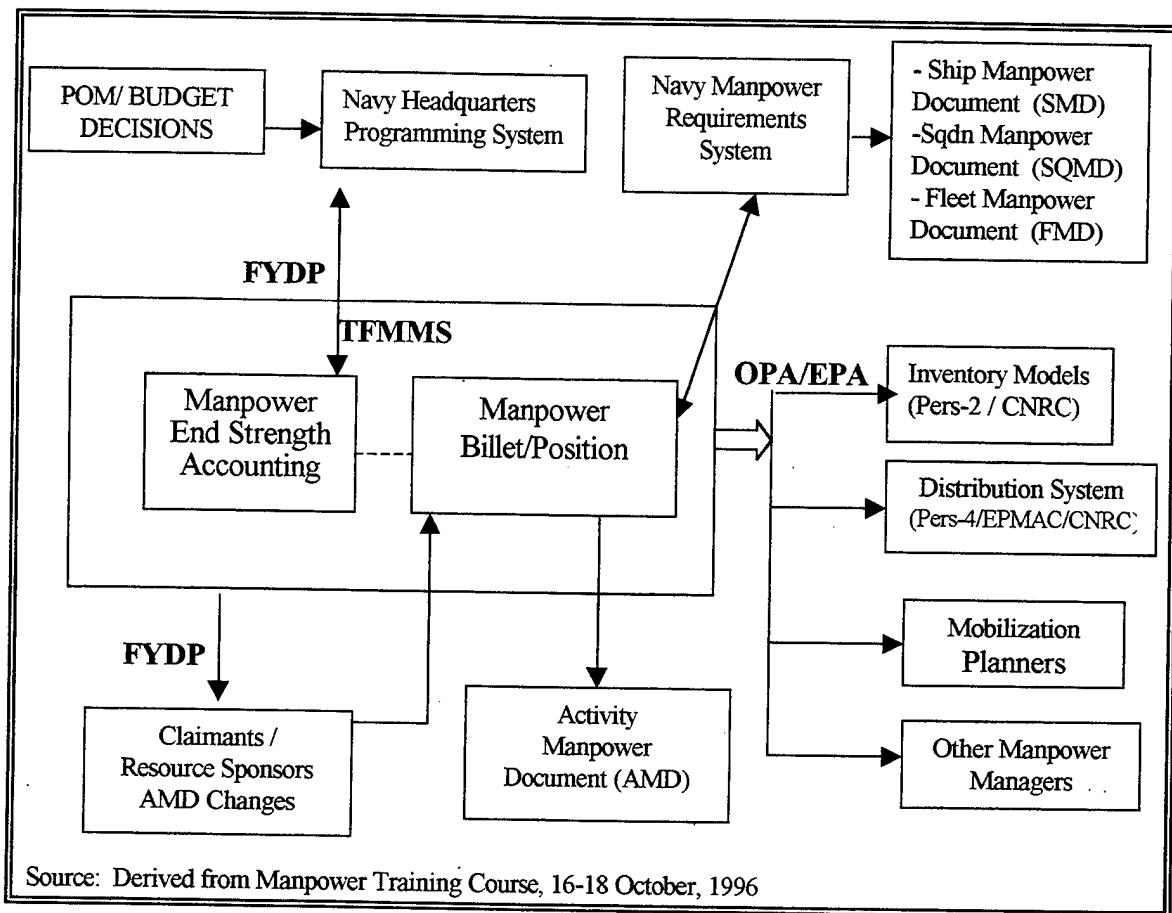 POM/ BUDGET
DECISIONS
Navy Headquarters
Programming System
Navy Manpower
Requirements
System
- Ship Manpower
Document (SMD)
-Sqdn Manpower
Document (SQMD)
- Fleet Manpower
Document (FMD)
FYDP
TFMMS
Manpower
End Strength
Accounting
Manpower
Billet/Position
OPA/EPA
Inventory Models
(Pers-2 / CNRC)
Distribution System
(Pers-4/EPMAC/CNRC)
Mobilization
Planners
Other Manpower
Managers
FYDP
Claimants /
Resource Sponsors
AMD Changes
Activity
Manpower
Document (AMD)
Source: Derived from Manpower Training Course, 16-18 October, 1996